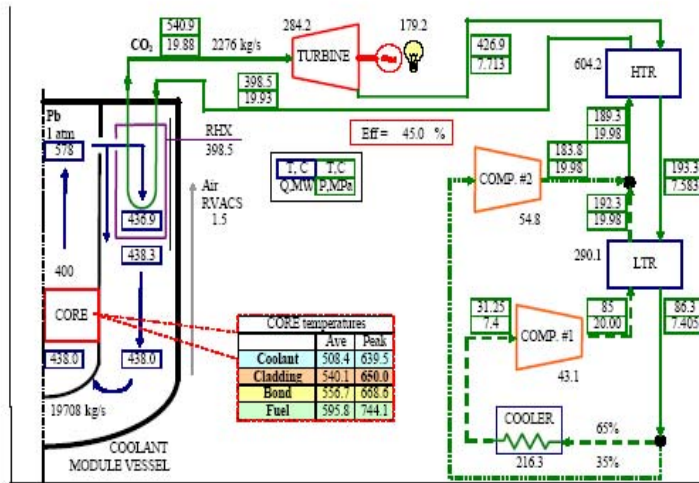 540.9
19.88
CO₂
2276 kg/s
284.2
TURBINE
179.2
426.9
7.713
604.2
HTR
398.5
19.93
Pb
1 atm
578
RHX
398.5
Eff = 45.0 %
189.3
19.98
183.8
19.98
193.3
7.583
T, C
T, C
Q,MW
P,MPa
COMP. #2
54.8
192.3
19.98
Air
RVACS
1.5
436.9
438.3
400
CORE
290.1
LTR
31.25
7.4
COMP. #1
43.1
85
20.00
86.3
7.405
CORE temperatures
Ave Peak
Coolant 508.4 639.5
Cladding 540.1 650.0
Bond 556.7 668.6
Fuel 595.8 744.1
438.0
438.0
19708 kg/s
COOLANT
MODULE VESSEL
COOLER
216.3
65%
35%